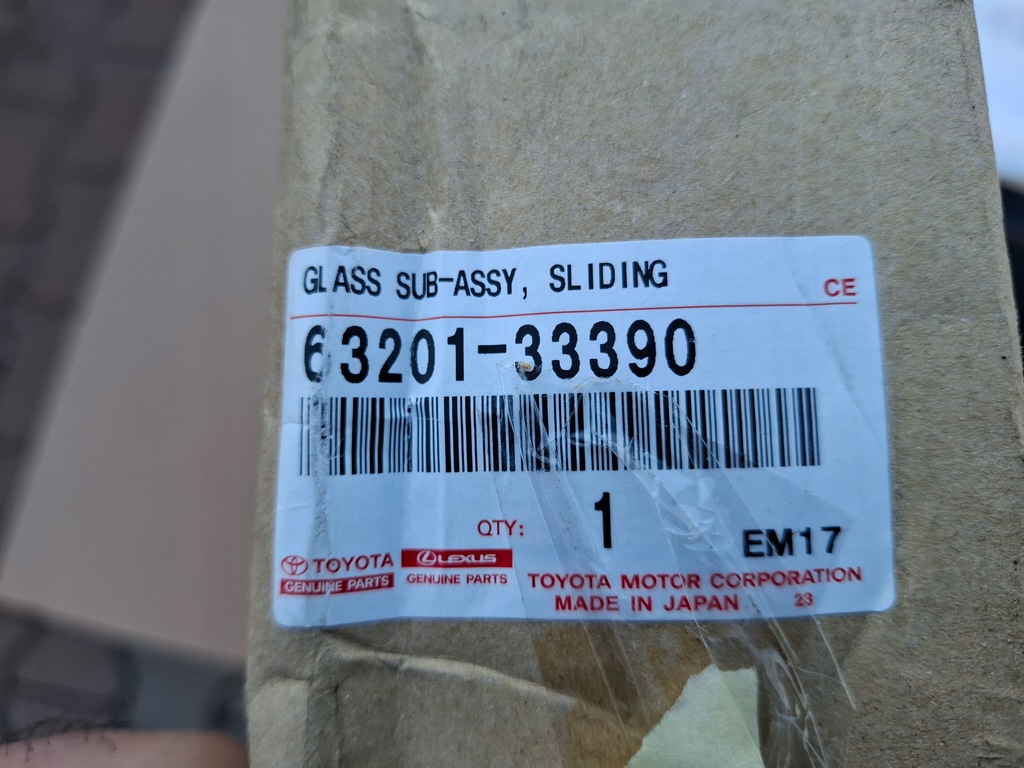 GLASS SUB-ASSY, SLIDING
CE
63201-33390
QTY: 1
EM17
TOYOTA
GENUINE PARTS
LEXUS
GENUINE PARTS
TOYOTA MOTOR CORPORATION
MADE IN JAPAN 23